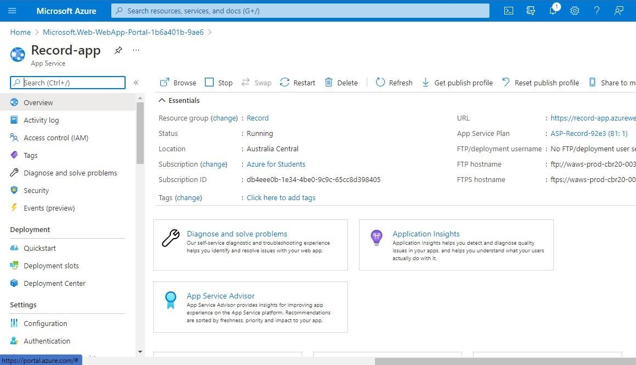 Microsoft Azure
Search resources, services, and docs (G+/)
1
Home > Microsoft.Web-WebApp-Portal-1b6a401b-9ae6 >
Record-app
App Service
Search (Ctrl+/)
Browse Stop Swap Restart Delete Refresh Get publish profile Reset publish profile Share to m
Overview
Activity log
Access control (IAM)
Tags
Diagnose and solve problems
Security
Events (preview)
Deployment
Quickstart
Deployment slots
Deployment Center
Settings
Configuration
Authentication
https://portal.azure.com/#
Essentials
Resource group (change) : Record
Status : Running
Location : Australia Central
Subscription (change) : Azure for Students
Subscription ID : db4eee0b-1e34-4be0-9c9c-65cc8d398405
Tags (change) : Click here to add tags
URL : https://record-app.azurewe
App Service Plan : ASP-Record-92e3 (B1: 1)
FTP/deployment username : No FTP/deployment user se
FTP hostname : ftp://waws-prod-cbr20-003
FTPS hostname : ftps://waws-prod-cbr20-00
Diagnose and solve problems
Our self-service diagnostic and troubleshooting experience
helps you identify and resolve issues with your web app.
Application Insights
Application Insights helps you detect and diagnose quality
issues in your apps, and helps you understand what your users
actually do with it.
App Service Advisor
App Service Advisor provides insights for improving app
experience on the App Service platform. Recommendations
are sorted by freshness, priority and impact to your app.